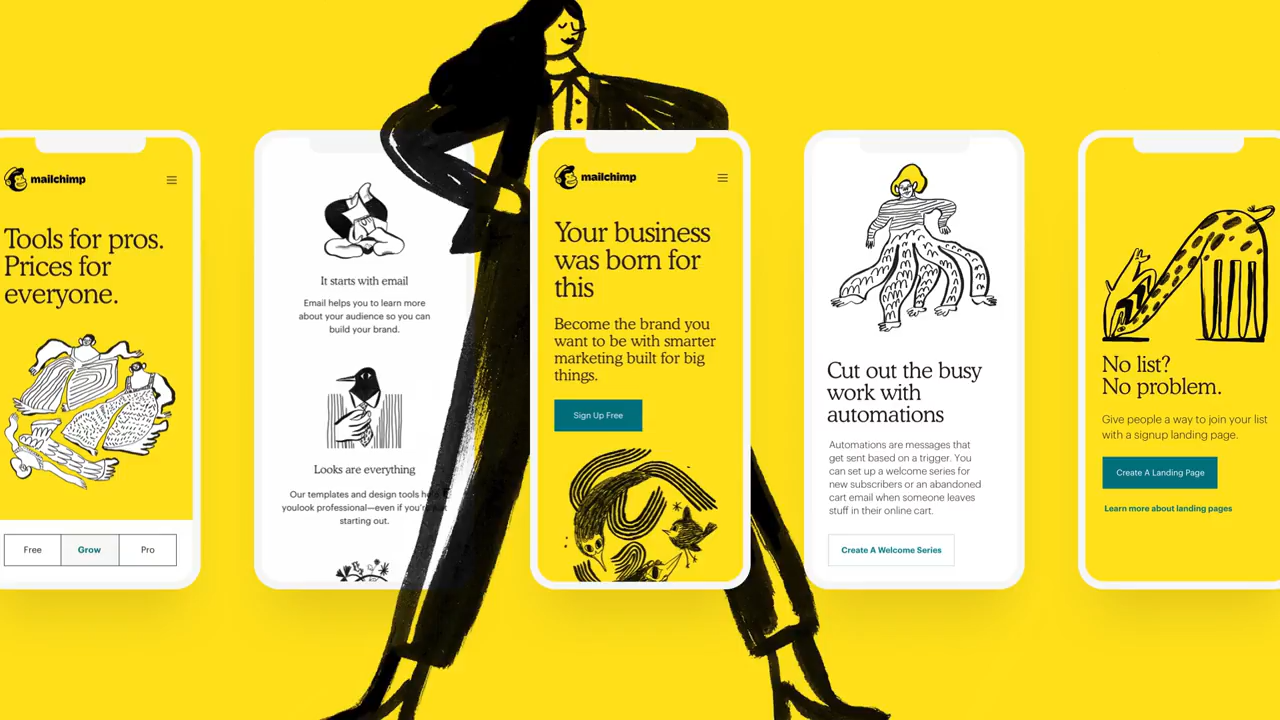 mailchimp
Tools for pros.
Prices for
everyone.
Free
Grow
Pro
It starts with email
Email helps you to learn more
about your audience so you can
build your brand.
Looks are everything
Our templates and design tools
youlook professional—even if
starting out.
mailchimp
Your business
was born for
this
Become the brand you
want to be with smarter
marketing built for big
things.
Sign Up Free
Cut out the busy
work with
automations
Automations are messages that
get sent based on a trigger. You
can set up a welcome series for
new subscribers or an abandoned
cart email when someone leaves
stuff in their online cart.
Create A Welcome Series
No list?
No problem.
Give people a way to join your list
with a signup landing page.
Create A Landing Page
Learn more about landing pages